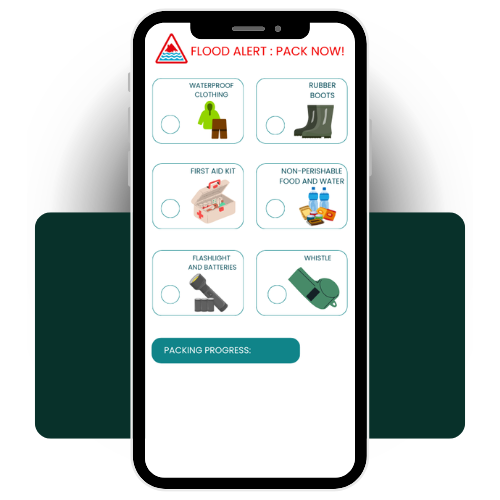 FLOOD ALERT : PACK NOW!
WATERPROOF
CLOTHING
RUBBER
BOOTS
FIRST AID KIT
NON-PERISHABLE
FOOD AND WATER
FLASHLIGHT
AND BATTERIES
WHISTLE
PACKING PROGRESS: